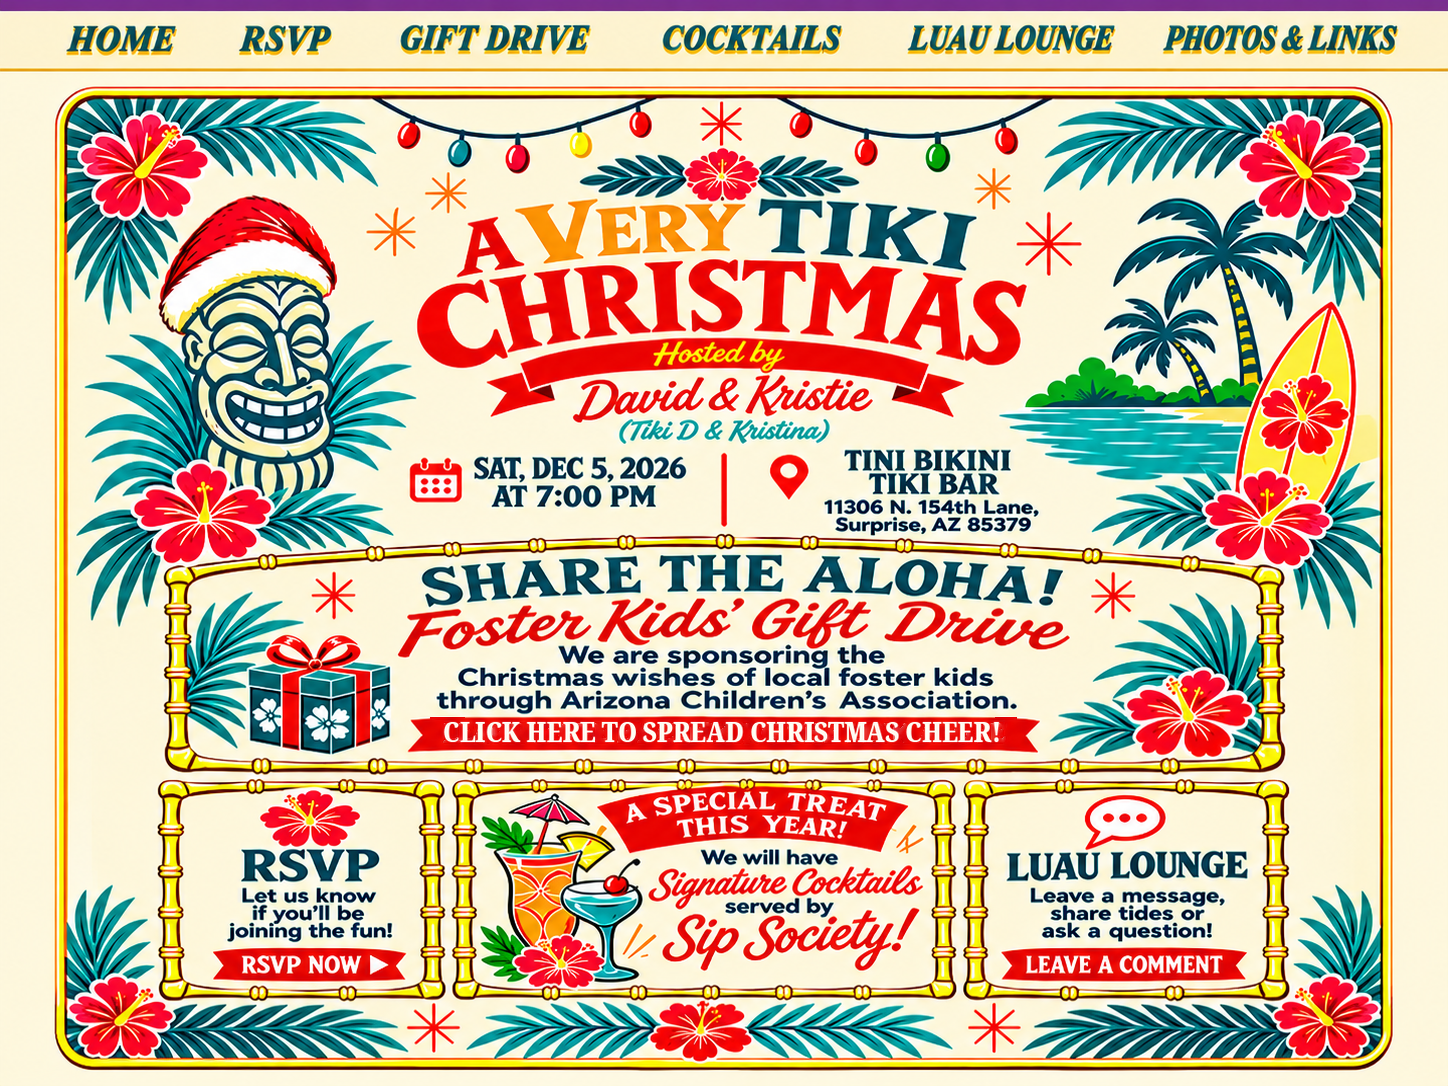 HOME RSVP GIFT DRIVE COCKTAILS LUAU LOUNGE PHOTOS & LINKS
A VERY TIKI
CHRISTMAS
Hosted by
David & Kristie
(Tiki D & Kristina)
SAT, DEC 5, 2026
AT 7:00 PM
TINI BIKINI
TIKI BAR
11306 N. 154th Lane,
Surprise, AZ 85379
SHARE THE ALOHA!
Foster Kids' Gift Drive
We are sponsoring the
Christmas wishes of local foster kids
through Arizona Children's Association.
CLICK HERE TO SPREAD CHRISTMAS CHEER!
RSVP
Let us know
if you'll be
joining the fun!
RSVP NOW
A SPECIAL TREAT
THIS YEAR!
We will have
Signature Cocktails
served by
Sip Society!
LUAU LOUNGE
Leave a message,
share tides or
ask a question!
LEAVE A COMMENT